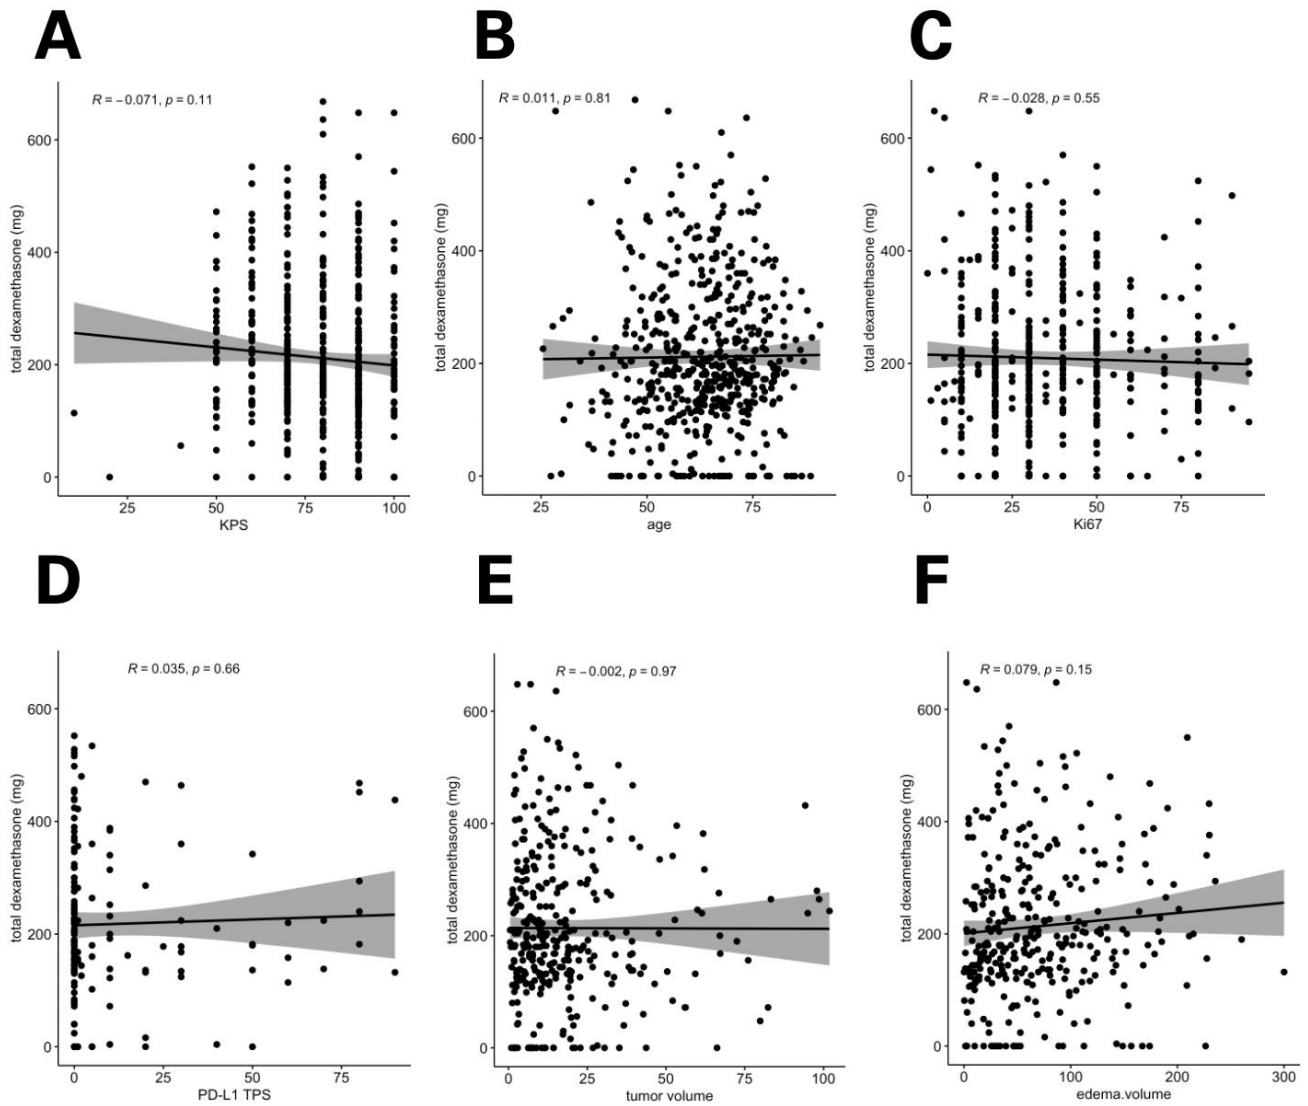 A B C
R = −0.071, p = 0.11
total dexamethasone (mg)
600
400
200
0
25 50 75 100
KPS
R = 0.011, p = 0.81
total dexamethasone (mg)
600
400
200
0
25 50 75
age
R = −0.028, p = 0.55
total dexamethasone (mg)
600
400
200
0
0 25 50 75
Ki67
D E F
R = 0.035, p = 0.66
total dexamethasone (mg)
600
400
200
0
0 25 50 75
PD-L1 TPS
R = −0.002, p = 0.97
total dexamethasone (mg)
600
400
200
0
0 25 50 75 100
tumor volume
R = 0.079, p = 0.15
total dexamethasone (mg)
600
400
200
0
0 100 200 300
edema.volume